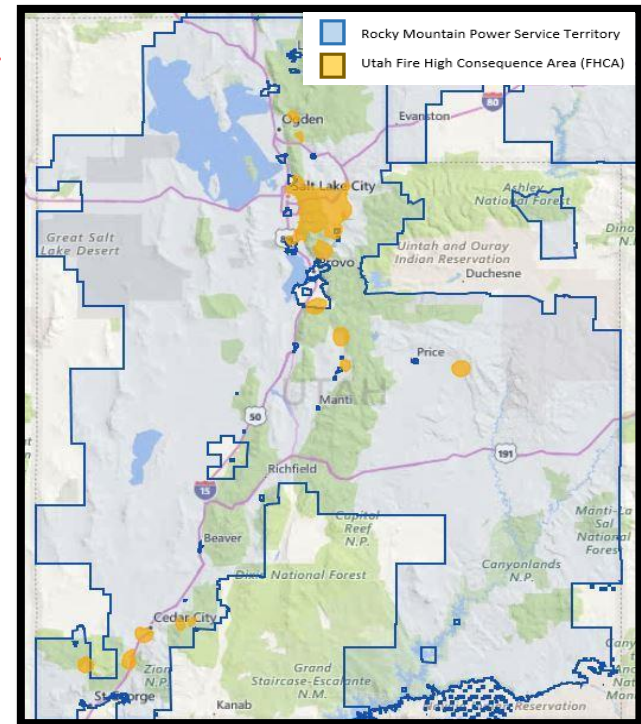 Rocky Mountain Power Service Territory
Utah Fire High Consequence Area (FHCA)
Ogden
Evanston
80
Salt Lake City
Ashley
National Forest
Great Salt
Lake Desert
Uintah and Ouray
Indian Reservation
Provo
Duchesne
Price
UTAH
Manti
50
191
Richfield
15
Capitol
Reef
N.P.
Manti-La
Sal
National
Forest
Beaver
Canyonlands
N.P.
Dixie National Forest
Cedar City
Zion
N.P.
Grand
Staircase-Escalante
N.M.
St George
Kanab
Reservation